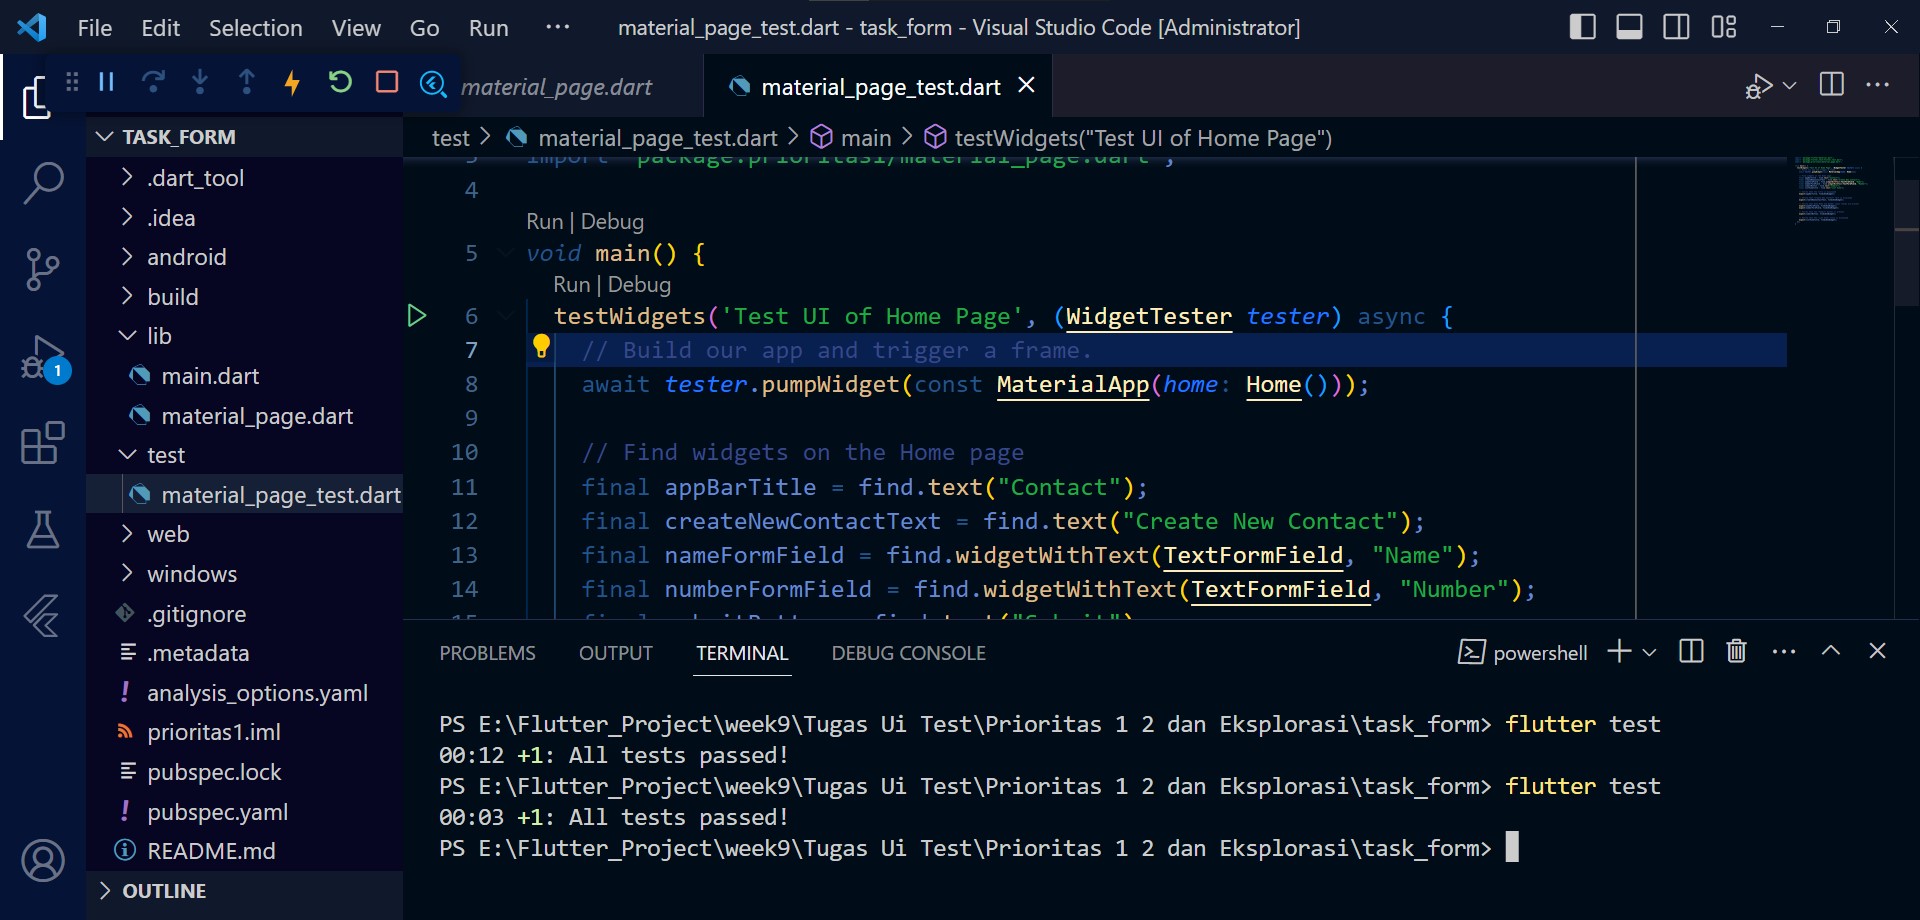 File Edit Selection View Go Run ··· material_page_test.dart - task_form - Visual Studio Code [Administrator]
material_page.dart material_page_test.dart
TASK_FORM
.dart_tool
.idea
android
build
lib
main.dart
material_page.dart
test
material_page_test.dart
web
windows
.gitignore
.metadata
! analysis_options.yaml
prioritas1.iml
pubspec.lock
! pubspec.yaml
README.md
OUTLINE
1
test > material_page_test.dart > main > testWidgets("Test UI of Home Page")
3 import 'package:prioritas1/material_page.dart';
4
Run | Debug
5 void main() {
Run | Debug
6 testWidgets('Test UI of Home Page', (WidgetTester tester) async {
7 // Build our app and trigger a frame.
8 await tester.pumpWidget(const MaterialApp(home: Home()));
9
10 // Find widgets on the Home page
11 final appBarTitle = find.text("Contact");
12 final createNewContactText = find.text("Create New Contact");
13 final nameFormField = find.widgetWithText(TextFormField, "Name");
14 final numberFormField = find.widgetWithText(TextFormField, "Number");
PROBLEMS OUTPUT TERMINAL DEBUG CONSOLE powershell
PS E:\Flutter_Project\week9\Tugas Ui Test\Prioritas 1 2 dan Eksplorasi\task_form> flutter test
00:12 +1: All tests passed!
PS E:\Flutter_Project\week9\Tugas Ui Test\Prioritas 1 2 dan Eksplorasi\task_form> flutter test
00:03 +1: All tests passed!
PS E:\Flutter_Project\week9\Tugas Ui Test\Prioritas 1 2 dan Eksplorasi\task_form>